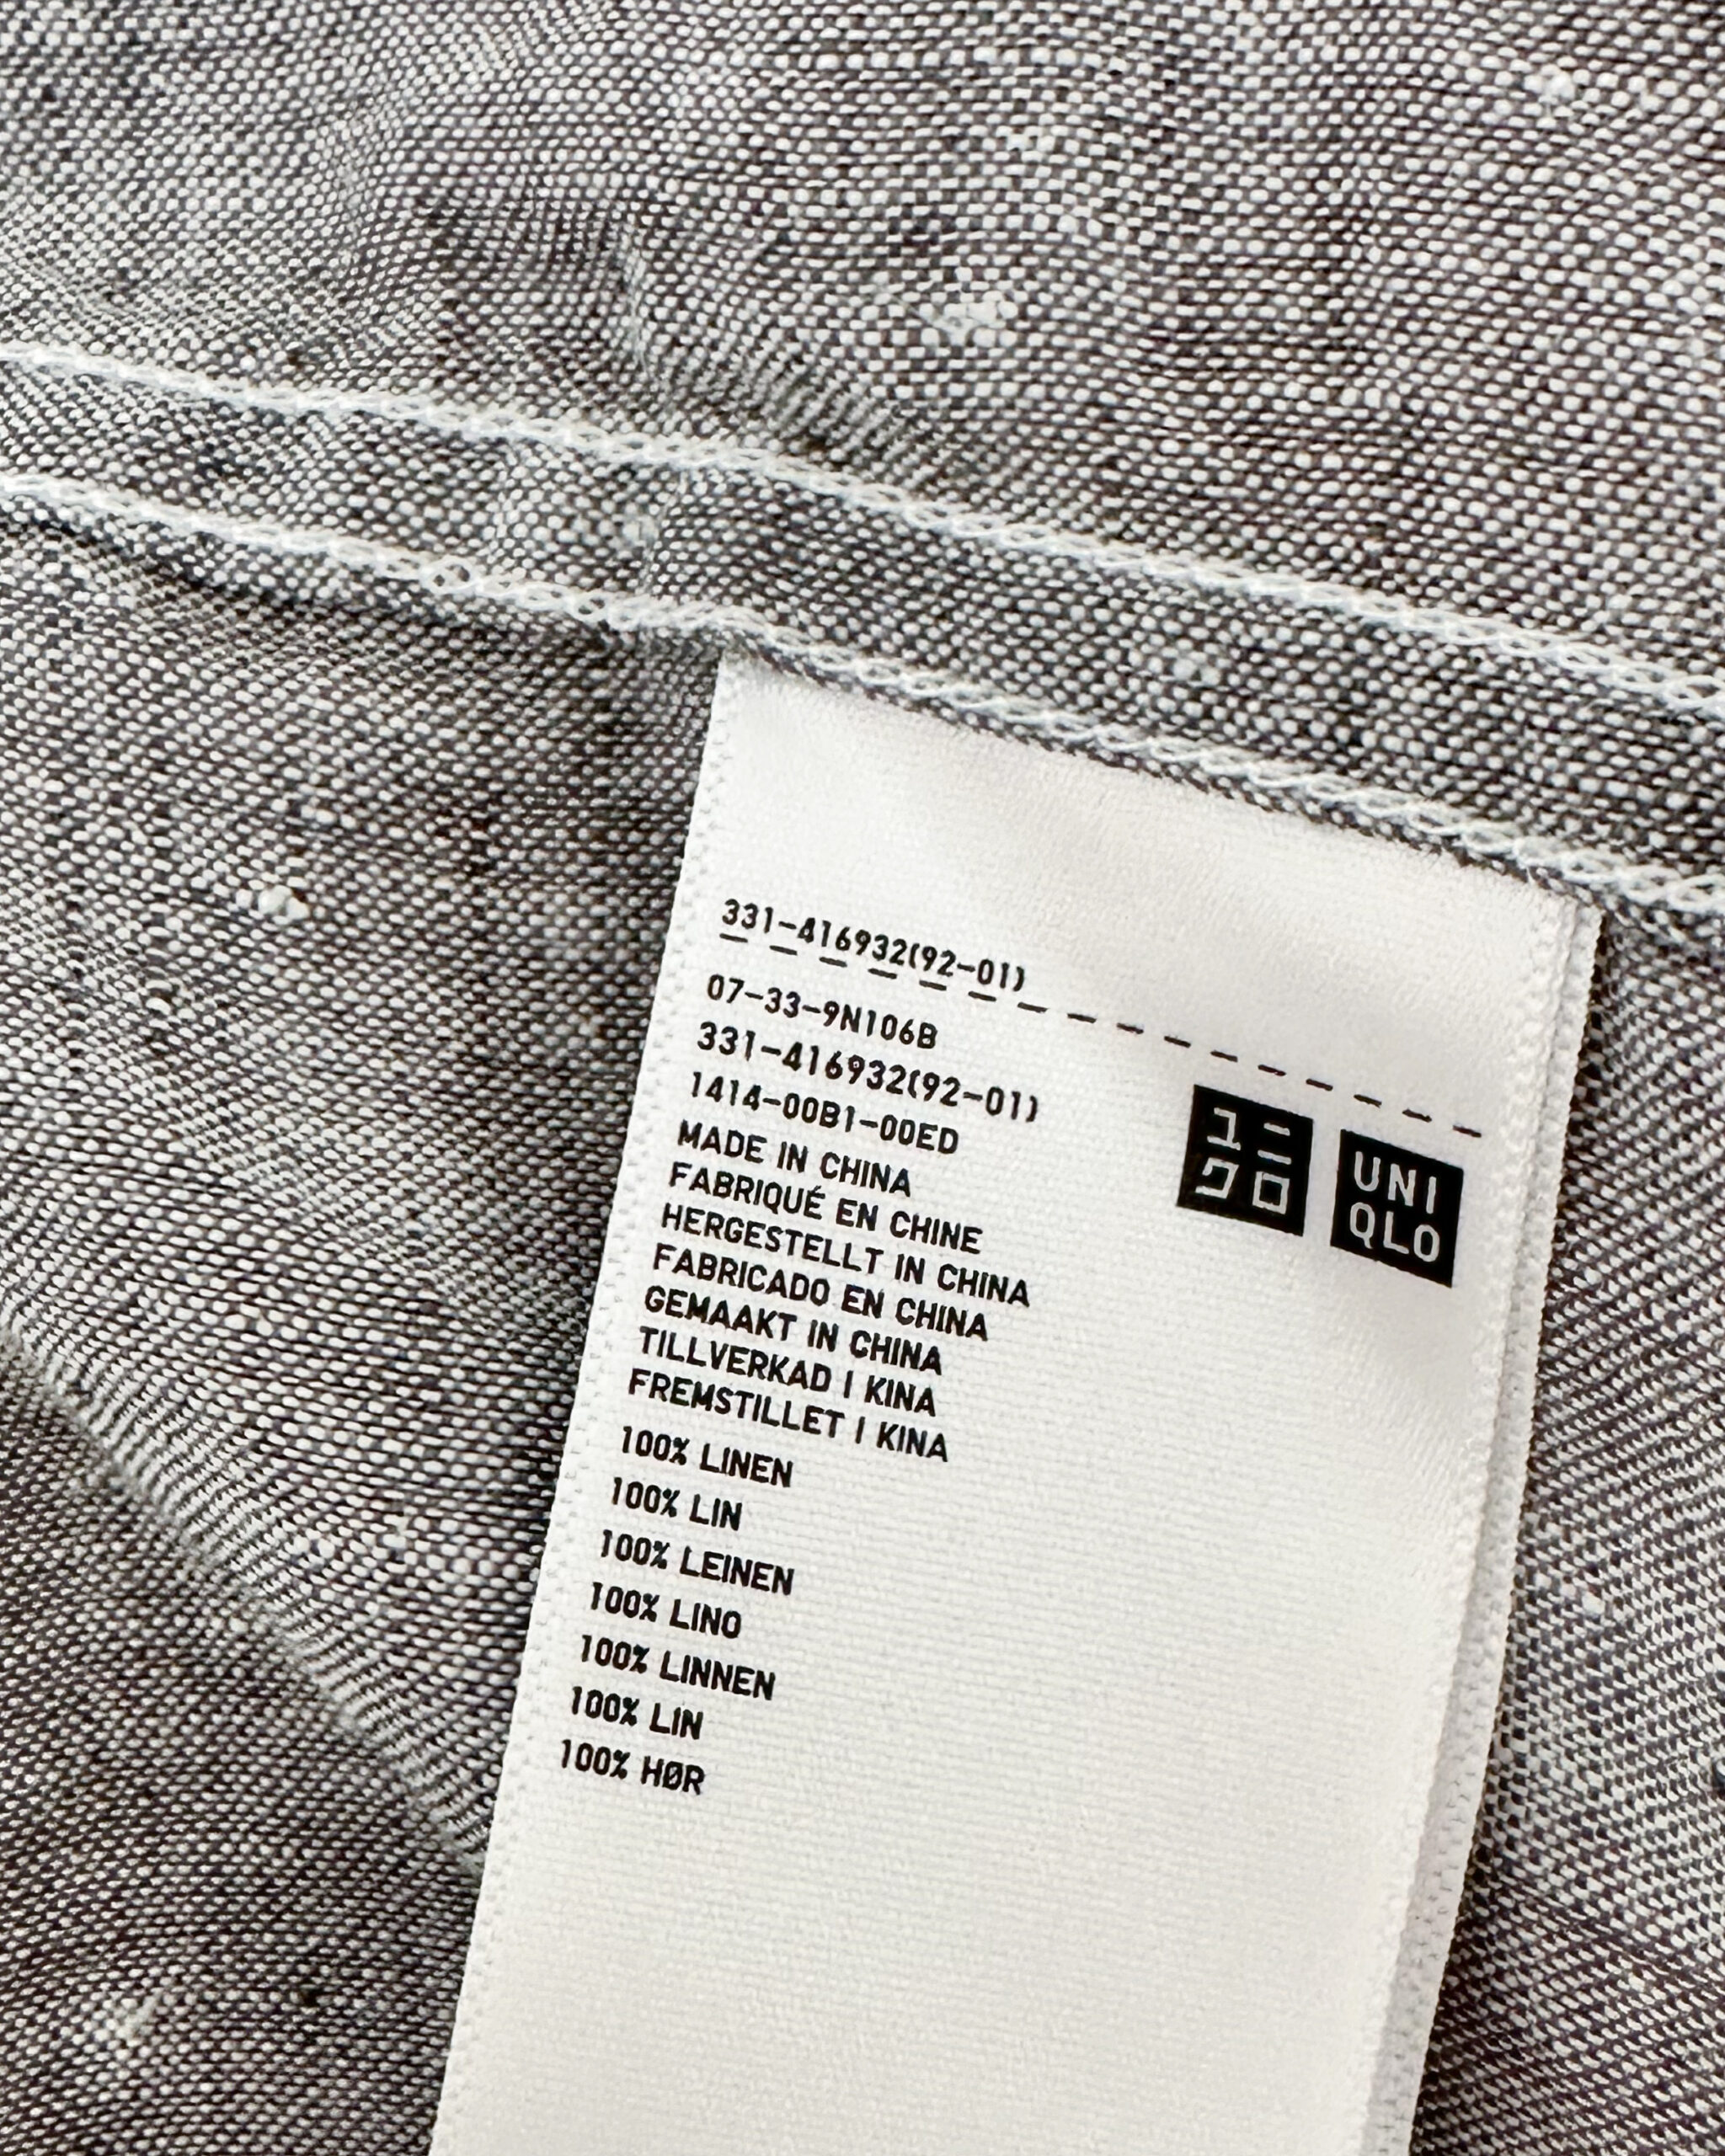 331-416932(92-01)
07-33-9N106B
331-416932(92-01)
1414-00B1-00ED
MADE IN CHINA
FABRIQUÉ EN CHINE
HERGESTELLT IN CHINA
FABRICADO EN CHINA
GEMAAKT IN CHINA
TILLVERKAD I KINA
FREMSTILLET I KINA
ユニ
クロ
UNI
QLO
100% LINEN
100% LIN
100% LEINEN
100% LINO
100% LINNEN
100% LIN
100% HØR